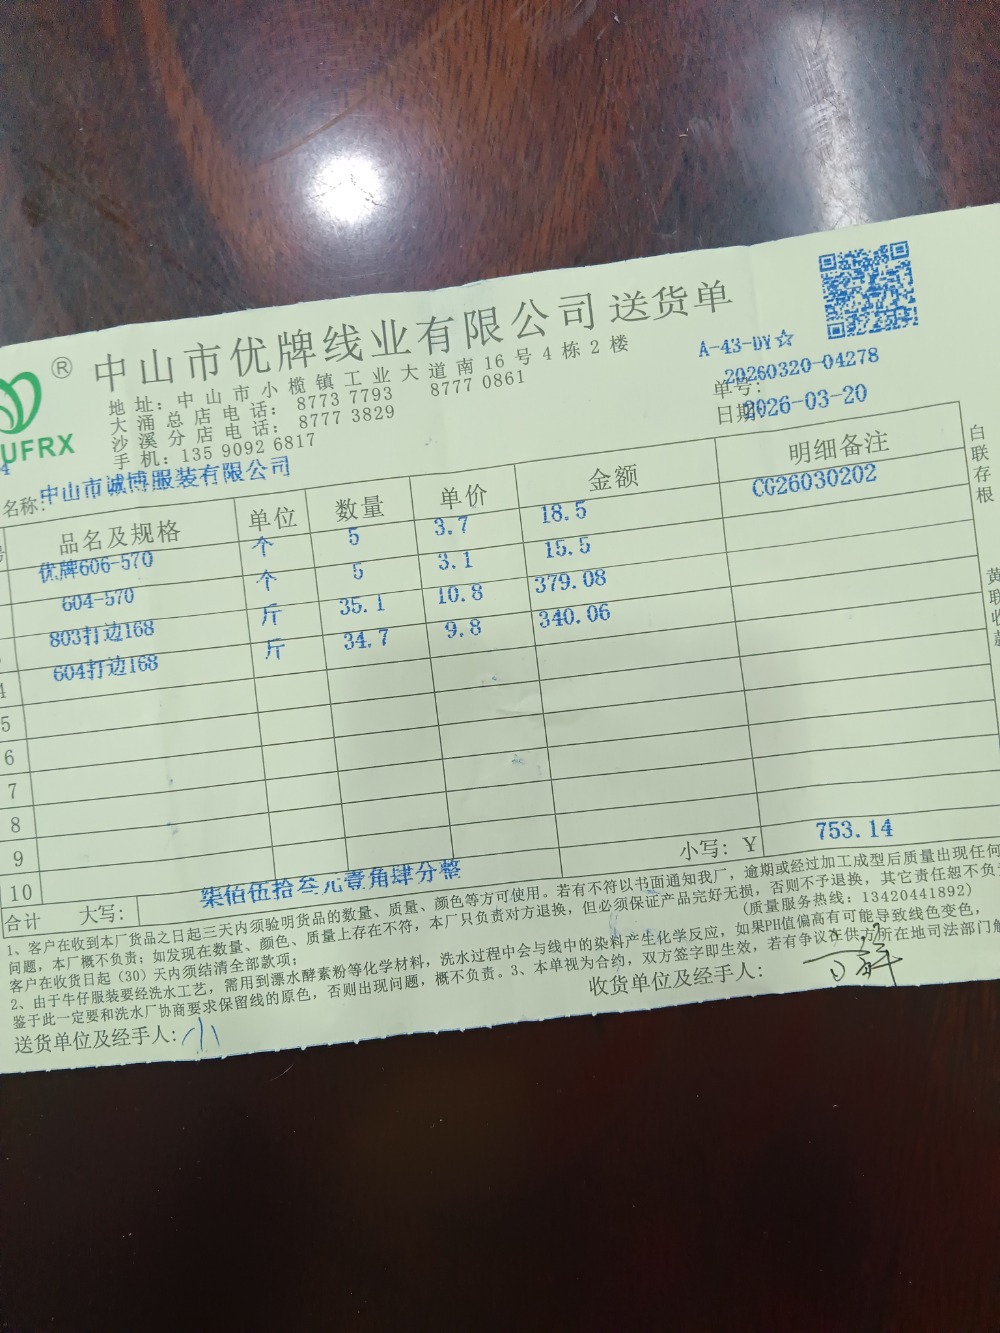 ® 中山市优牌线业有限公司 送货单
UFRX
地址：中山市小榄镇工业大道南16号4栋2楼
大涌总店电话：8773 7793 8777 0861
沙溪分店电话：8777 3829
手机：135 9092 6817
A-43-DY☆
单号：20260320-04278
日期：2026-03-20
4
名称：中山市诚博服装有限公司
品名及规格 单位 数量 单价 金额 明细备注
优牌606-570 个 5 3.7 18.5 CG26030202
604-570 个 5 3.1 15.5
803打边168 斤 35.1 10.8 379.08
4 604打边168 斤 34.7 9.8 340.06
5
6
7
8
9
10
合计 大写：柒佰伍拾叁元壹角肆分整 小写：Y 753.14
1、客户在收到本厂货品之日起三天内须验明货品的数量、质量、颜色等方可使用。若有不符以书面通知我厂，逾期或经过加工成型后质量出现任何
问题，本厂概不负责；如发现在数量、颜色、质量上存在不符，本厂只负责对方退换，但必须保证产品完好无损，否则不予退换，其它责任恕不负
客户在收货日起（30）天内须结清全部款项； (质量服务热线：13420441892)
2、由于牛仔服装要经洗水工艺，需用到漂水酵素粉等化学材料，洗水过程中会与线中的染料产生化学反应，如果PH值偏高有可能导致线色变色，
鉴于此一定要和洗水厂协商要求保留线的原色，否则出现问题，概不负责。3、本单视为合约，双方签字即生效，若有争议在供方所在地司法部门
送货单位及经手人：小 收货单位及经手人：
白联存根
黄联收